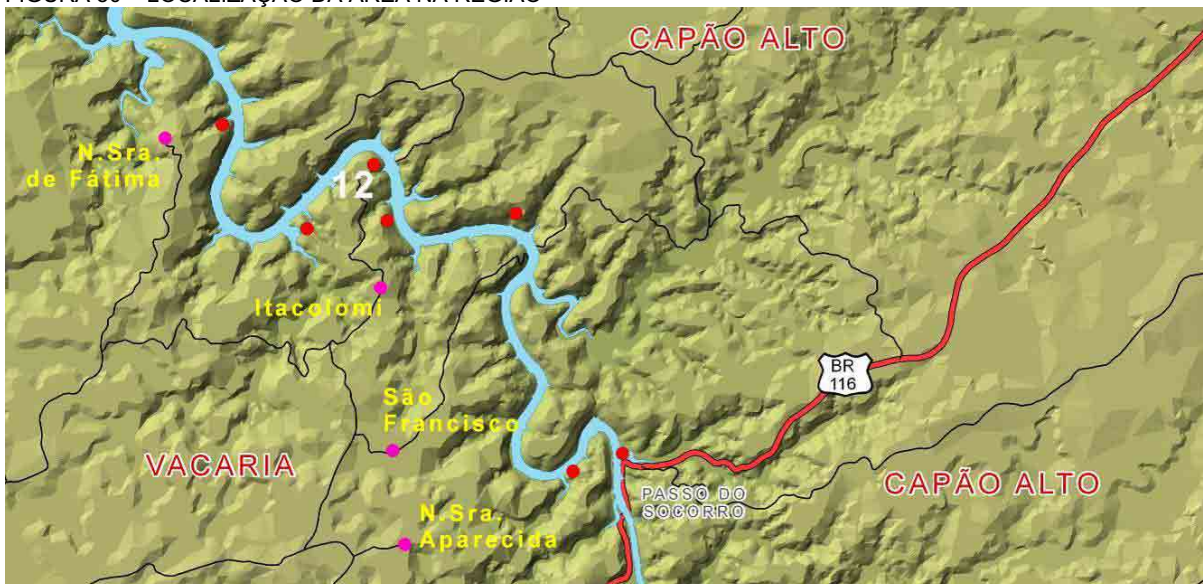 CAPÃO ALTO
N.Sra.
de Fátima
12
Itacolomi
BR
116
São
Francisco
VACARIA
CAPÃO ALTO
PASSO DO
SOCORRO
N.Sra.
Aparecida